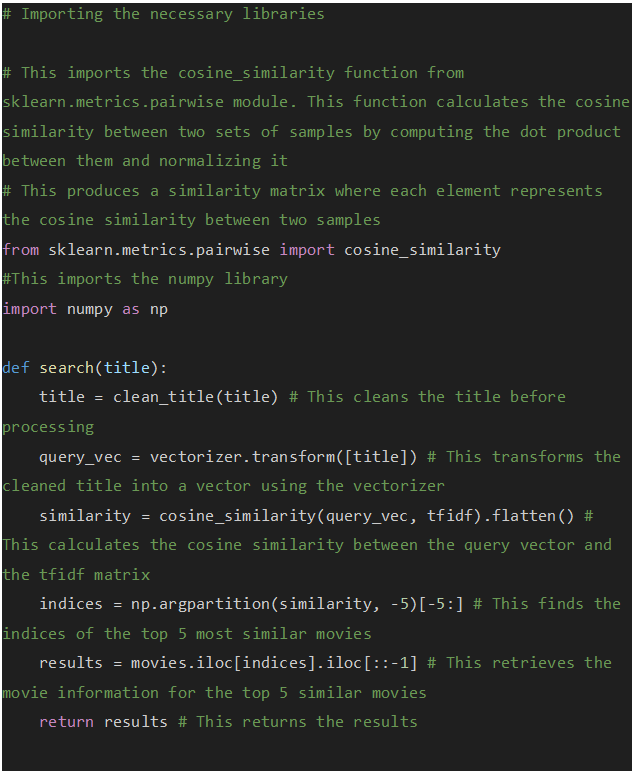 # Importing the necessary libraries
# This imports the cosine_similarity function from
sklearn.metrics.pairwise module. This function calculates the cosine
similarity between two sets of samples by computing the dot product
between them and normalizing it
# This produces a similarity matrix where each element represents
the cosine similarity between two samples
from sklearn.metrics.pairwise import cosine_similarity
#This imports the numpy library
import numpy as np
def search(title):
    title = clean_title(title) # This cleans the title before
processing
    query_vec = vectorizer.transform([title]) # This transforms the
cleaned title into a vector using the vectorizer
    similarity = cosine_similarity(query_vec, tfidf).flatten() #
This calculates the cosine similarity between the query vector and
the tfidf matrix
    indices = np.argpartition(similarity, -5)[-5:] # This finds the
indices of the top 5 most similar movies
    results = movies.iloc[indices].iloc[::-1] # This retrieves the
movie information for the top 5 similar movies
    return results # This returns the results